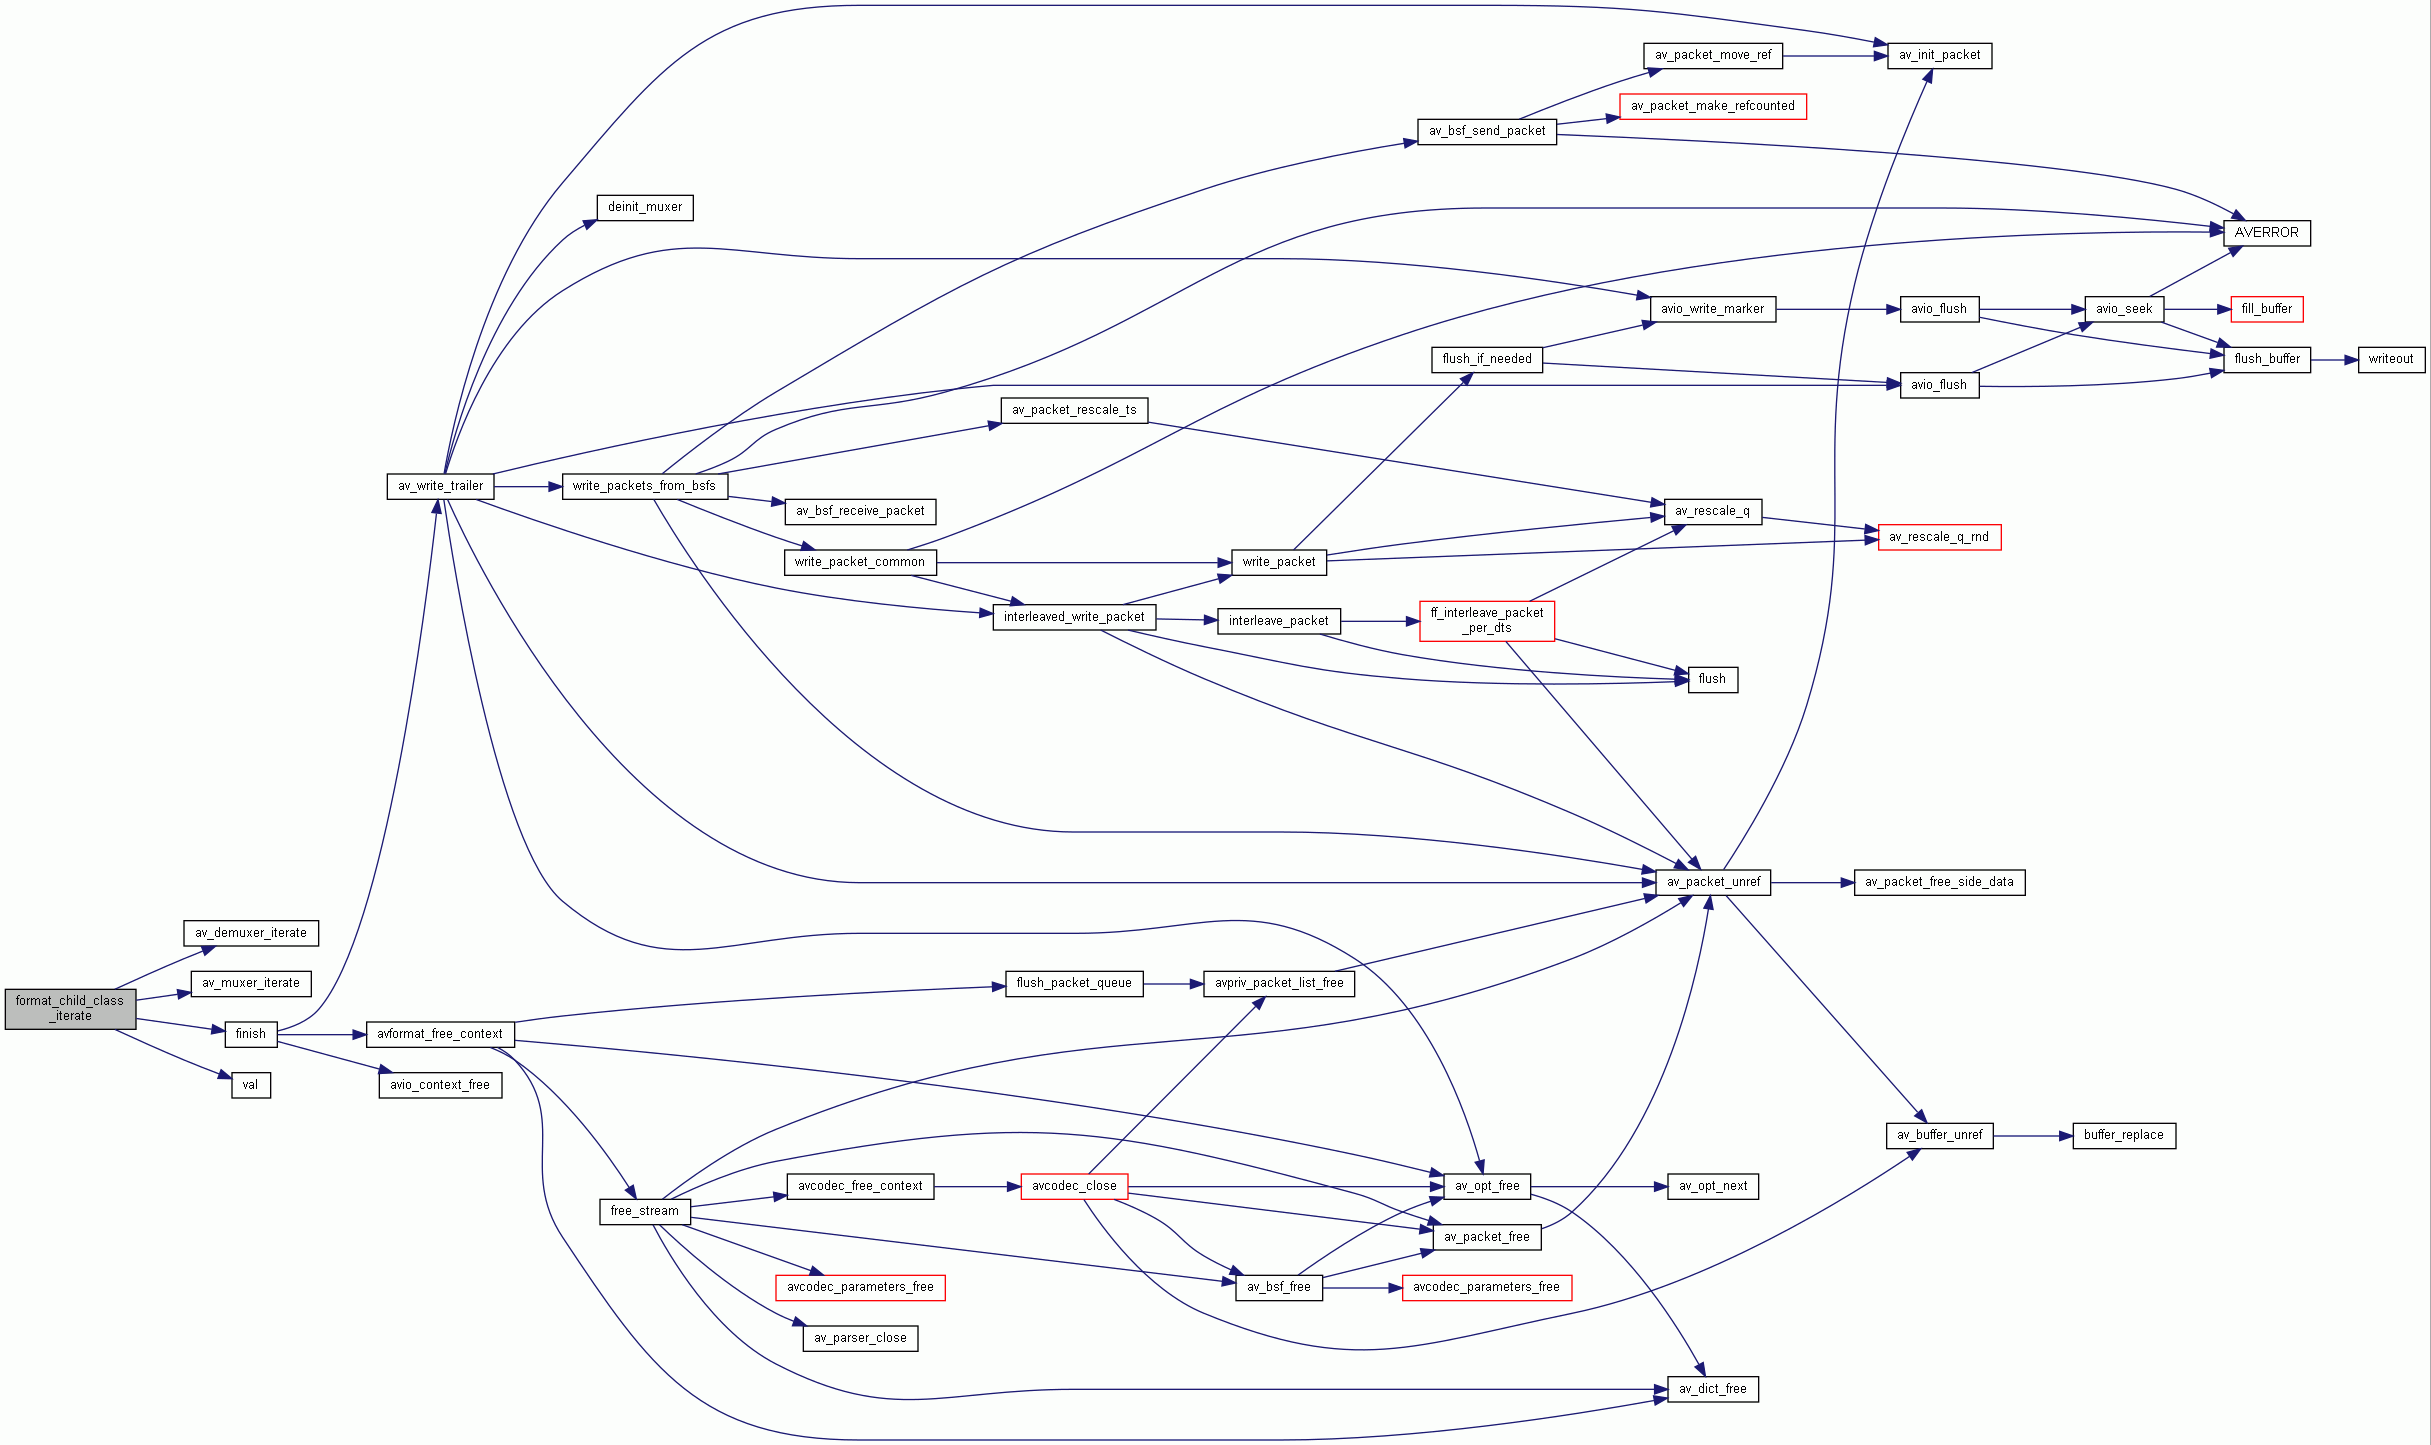 av_packet_move_ref
av_init_packet
av_packet_make_refcounted
av_bsf_send_packet
deinit_muxer
AVERROR
avio_write_marker
avio_flush
avio_seek
fill_buffer
flush_if_needed
flush_buffer
writeout
avio_flush
av_packet_rescale_ts
av_write_trailer
write_packets_from_bsfs
av_bsf_receive_packet
av_rescale_q
av_rescale_q_rnd
write_packet_common
write_packet
interleaved_write_packet
interleave_packet
ff_interleave_packet
_per_dts
flush
av_packet_unref
av_packet_free_side_data
av_demuxer_iterate
av_muxer_iterate
flush_packet_queue
avpriv_packet_list_free
format_child_class
_iterate
finish
avformat_free_context
val
avio_context_free
av_buffer_unref
buffer_replace
avcodec_free_context
avcodec_close
av_opt_free
av_opt_next
free_stream
av_packet_free
avcodec_parameters_free
av_bsf_free
avcodec_parameters_free
av_parser_close
av_dict_free